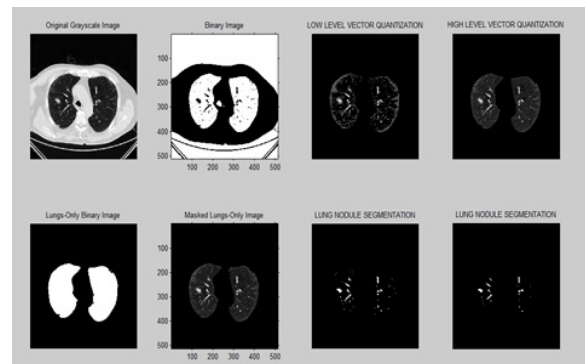 Original Grayscale Image
Binary Image
LOW LEVEL VECTOR QUANTIZATION
HIGH LEVEL VECTOR QUANTIZATION
100
200
300
400
500
100 200 300 400 500
Lungs-Only Binary Image
Masked Lungs-Only Image
LUNG NODULE SEGMENTATION
LUNG NODULE SEGMENTATION
100
200
300
400
500
100 200 300 400 500